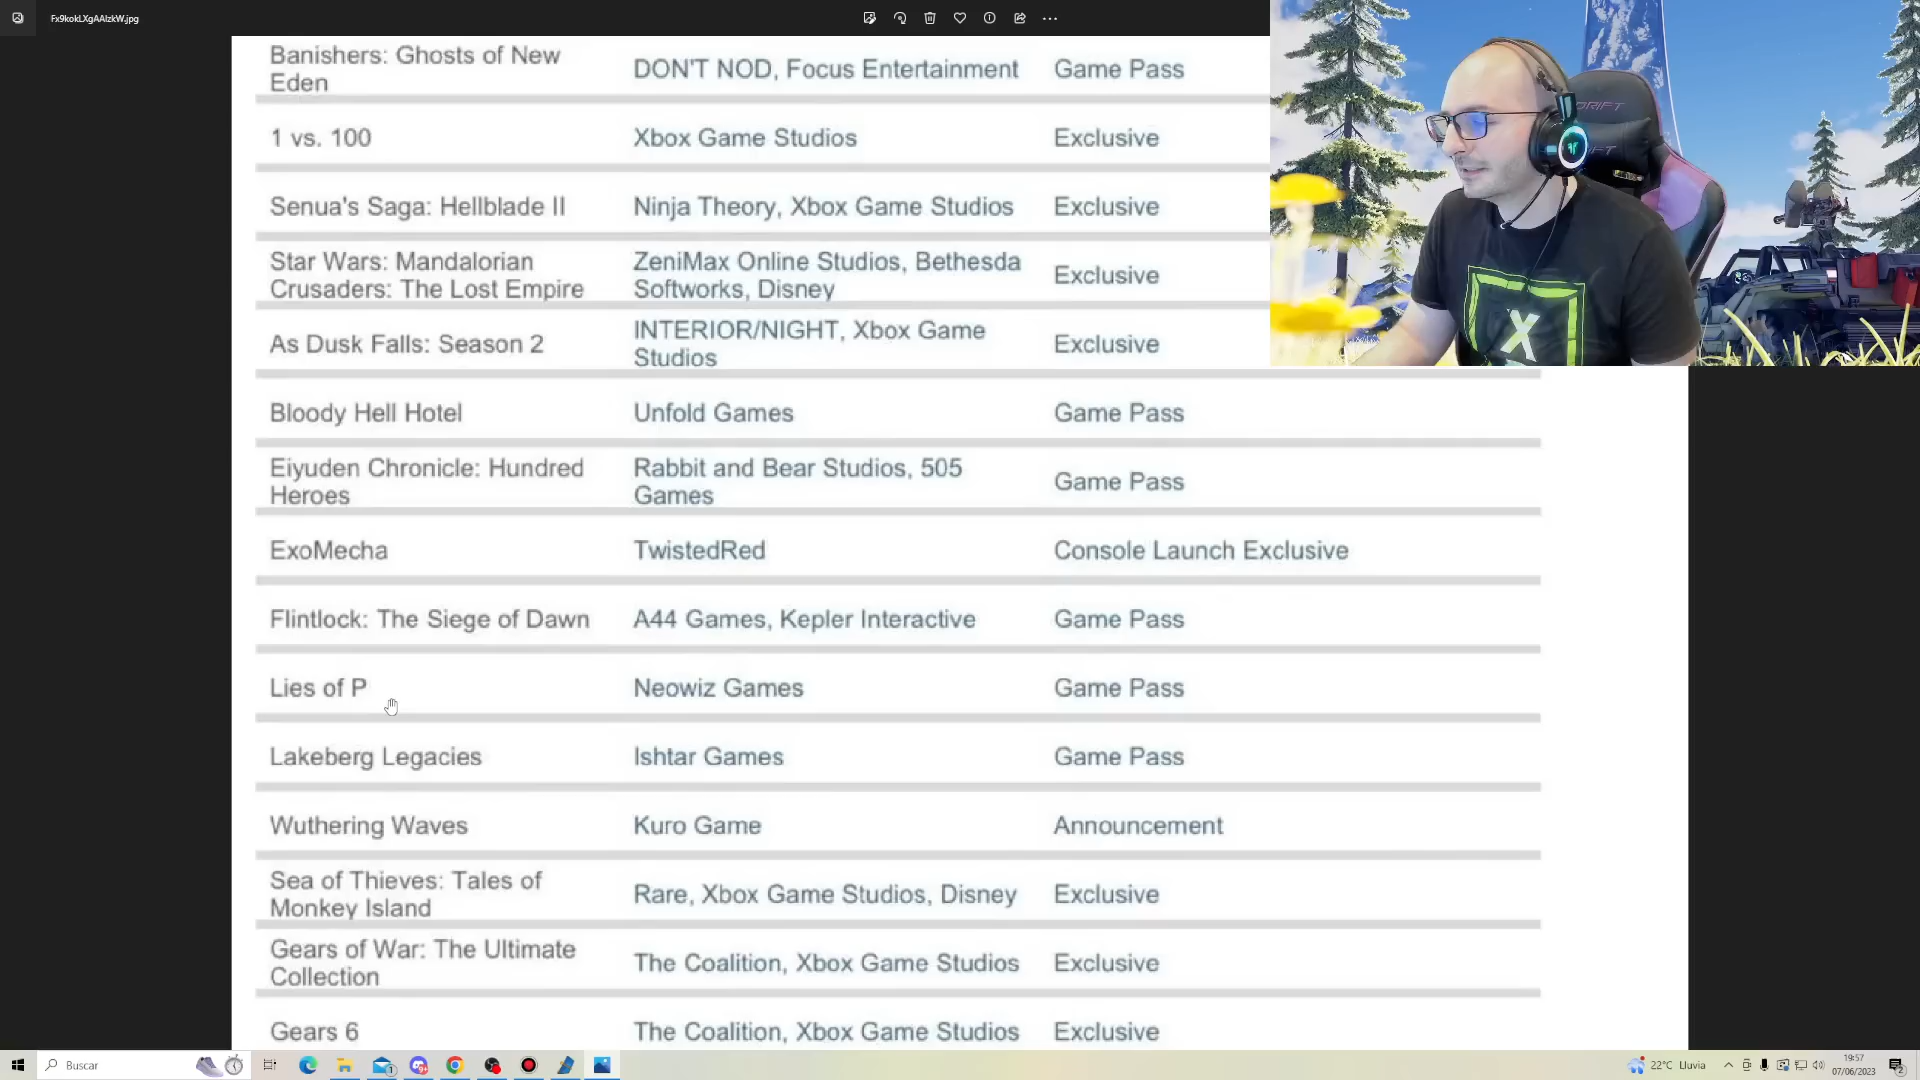 Fx9kokLXgAAlzkW.jpg
Banishers: Ghosts of New
Eden
DON'T NOD, Focus Entertainment
Game Pass
1 vs. 100
Xbox Game Studios
Exclusive
Senua's Saga: Hellblade II
Ninja Theory, Xbox Game Studios
Exclusive
Star Wars: Mandalorian
Crusaders: The Lost Empire
ZeniMax Online Studios, Bethesda
Softworks, Disney
Exclusive
As Dusk Falls: Season 2
INTERIOR/NIGHT, Xbox Game
Studios
Exclusive
Bloody Hell Hotel
Unfold Games
Game Pass
Eiyuden Chronicle: Hundred
Heroes
Rabbit and Bear Studios, 505
Games
Game Pass
ExoMecha
TwistedRed
Console Launch Exclusive
Flintlock: The Siege of Dawn
A44 Games, Kepler Interactive
Game Pass
Lies of P
Neowiz Games
Game Pass
Lakeberg Legacies
Ishtar Games
Game Pass
Wuthering Waves
Kuro Game
Announcement
Sea of Thieves: Tales of
Monkey Island
Rare, Xbox Game Studios, Disney
Exclusive
Gears of War: The Ultimate
Collection
The Coalition, Xbox Game Studios
Exclusive
Gears 6
The Coalition, Xbox Game Studios
Exclusive
DRIFT
X
Buscar
22°C Lluvia
19:57
07/06/2023